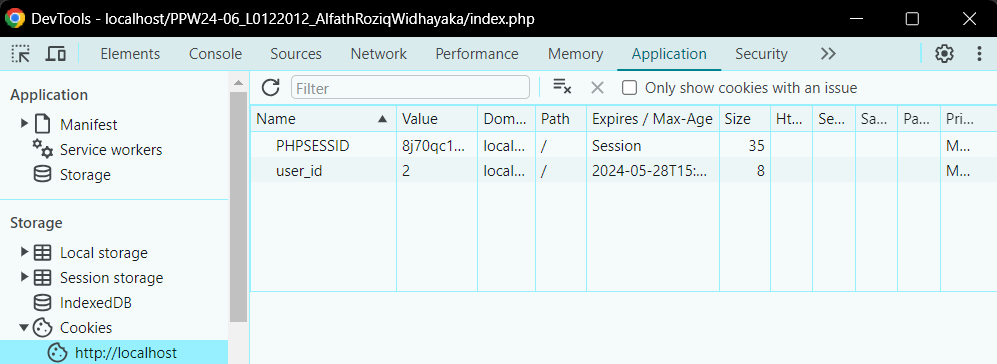 DevTools - localhost/PPW24-06_L0122012_AlfathRoziqWidhayaka/index.php
Elements Console Sources Network Performance Memory Application Security
Application
Manifest
Service workers
Storage
Storage
Local storage
Session storage
IndexedDB
Cookies
http://localhost
Filter Only show cookies with an issue
Name Value Dom... Path Expires / Max-Age Size Ht... Se... Sa... Pa... Pri...
PHPSESSID 8j70qc1... local... / Session 35 M...
user_id 2 local... / 2024-05-28T15:... 8 M...